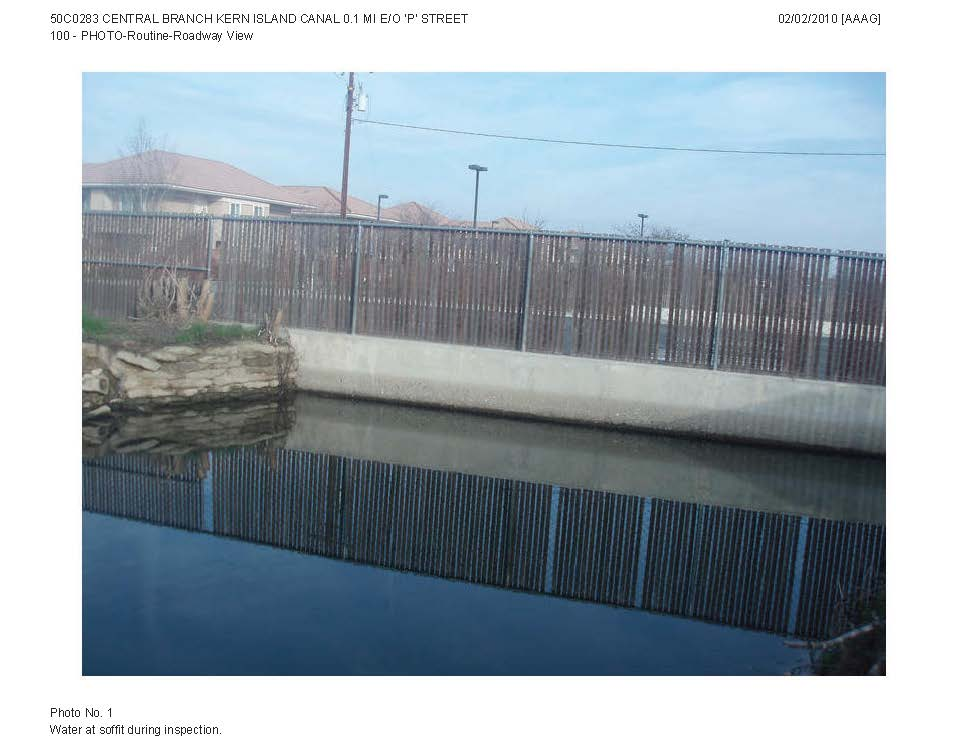 50C0283 CENTRAL BRANCH KERN ISLAND CANAL 0.1 MI E/O 'P' STREET 02/02/2010 [AAAG]
100 - PHOTO-Routine-Roadway View
Photo No. 1
Water at soffit during inspection.